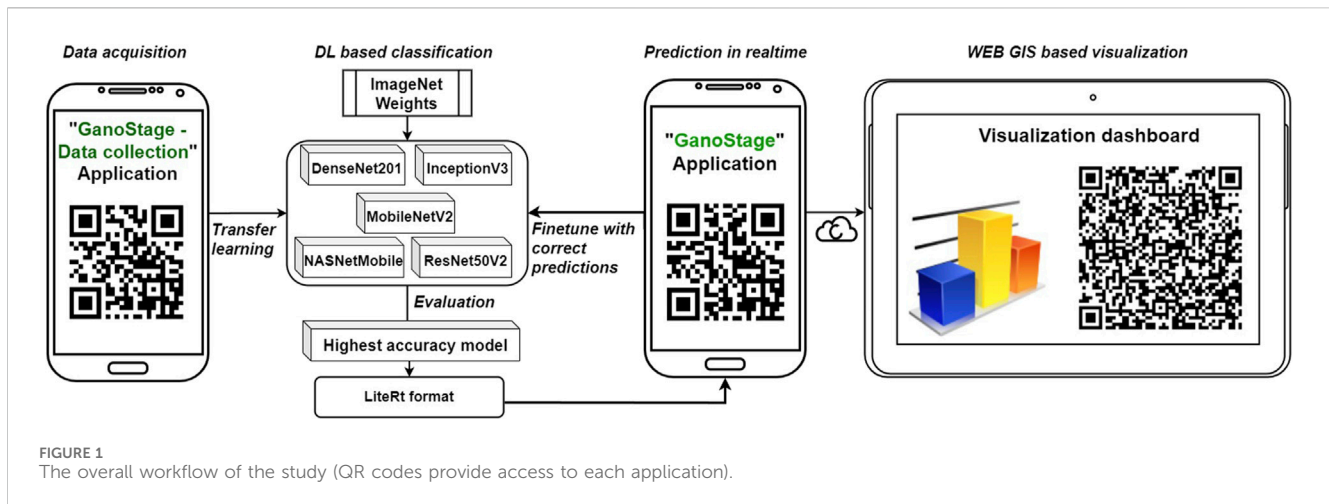 Data acquisition
"GanoStage -
Data collection"
Application
Transfer
learning
DL based classification
ImageNet
Weights
DenseNet201
InceptionV3
MobileNetV2
NASNetMobile
ResNet50V2
Evaluation
Highest accuracy model
LiteRt format
Finetune with
correct
predictions
Prediction in realtime
"GanoStage"
Application
WEB GIS based visualization
Visualization dashboard
FIGURE 1
The overall workflow of the study (QR codes provide access to each application).